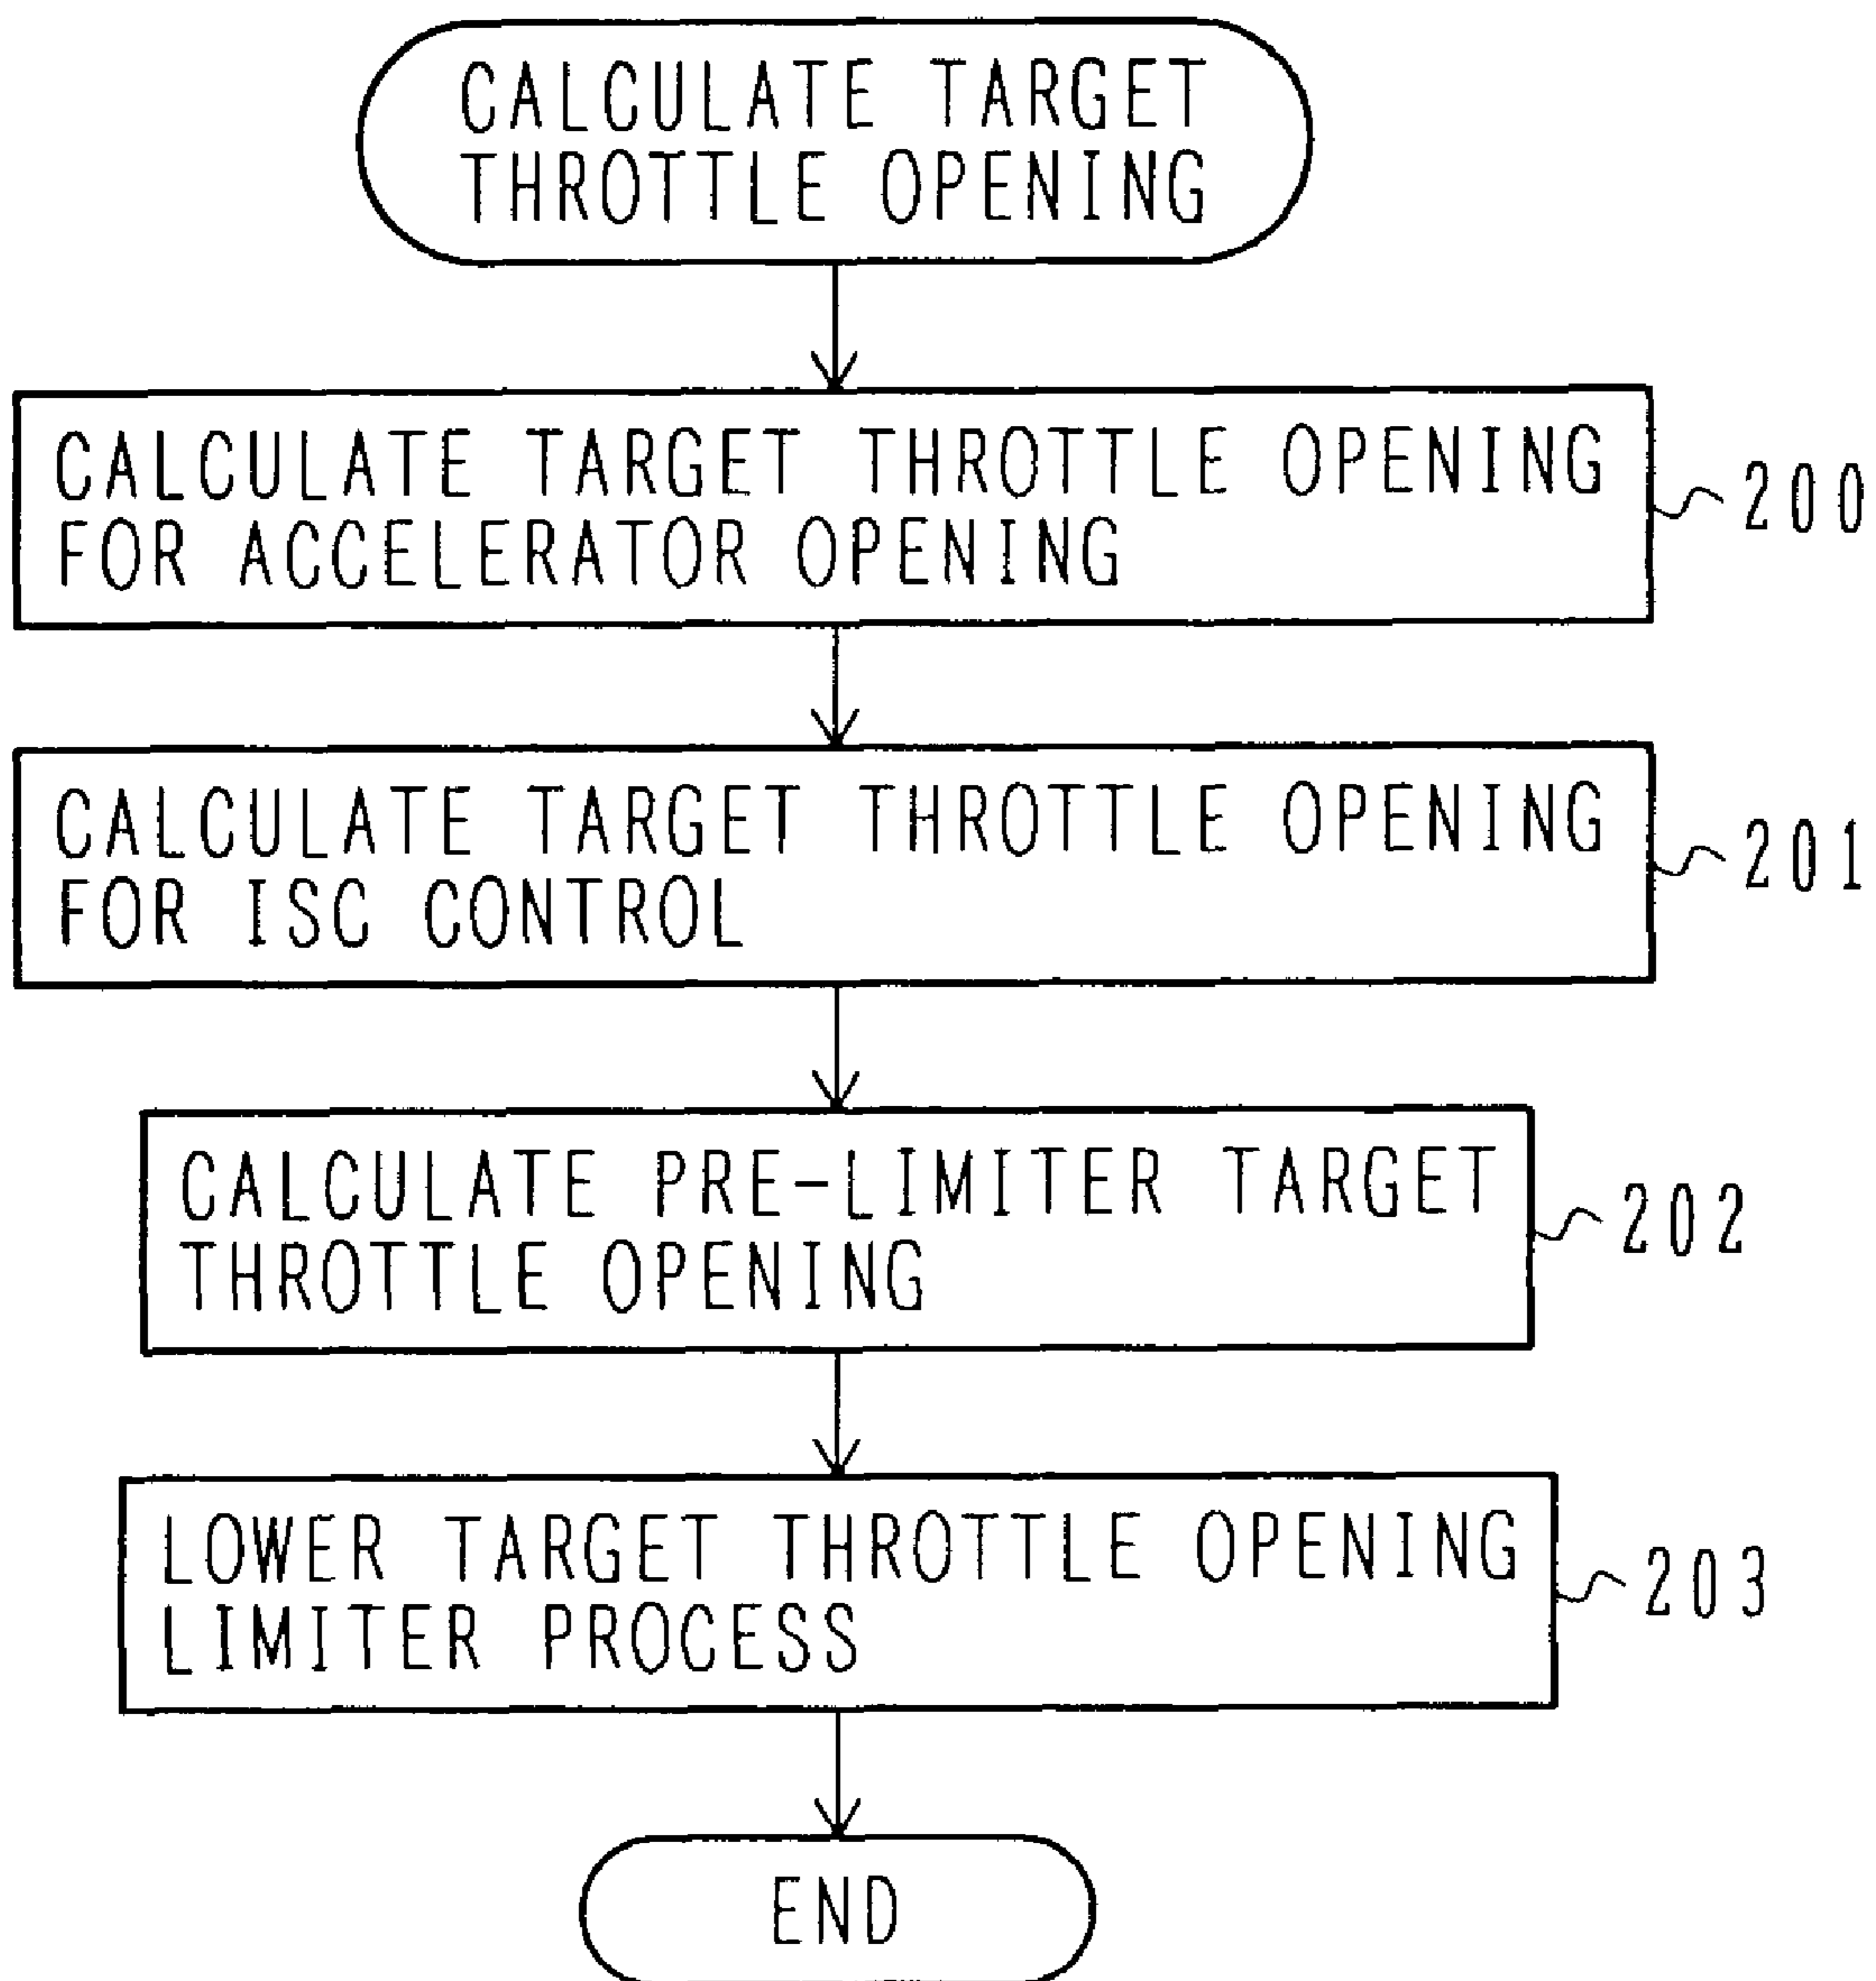 CALCULATE TARGET
THROTTLE OPENING
CALCULATE TARGET THROTTLE OPENING
FOR ACCELERATOR OPENING
200
CALCULATE TARGET THROTTLE OPENING
FOR ISC CONTROL
201
CALCULATE PRE-LIMITER TARGET
THROTTLE OPENING
202
LOWER TARGET THROTTLE OPENING
LIMITER PROCESS
203
END